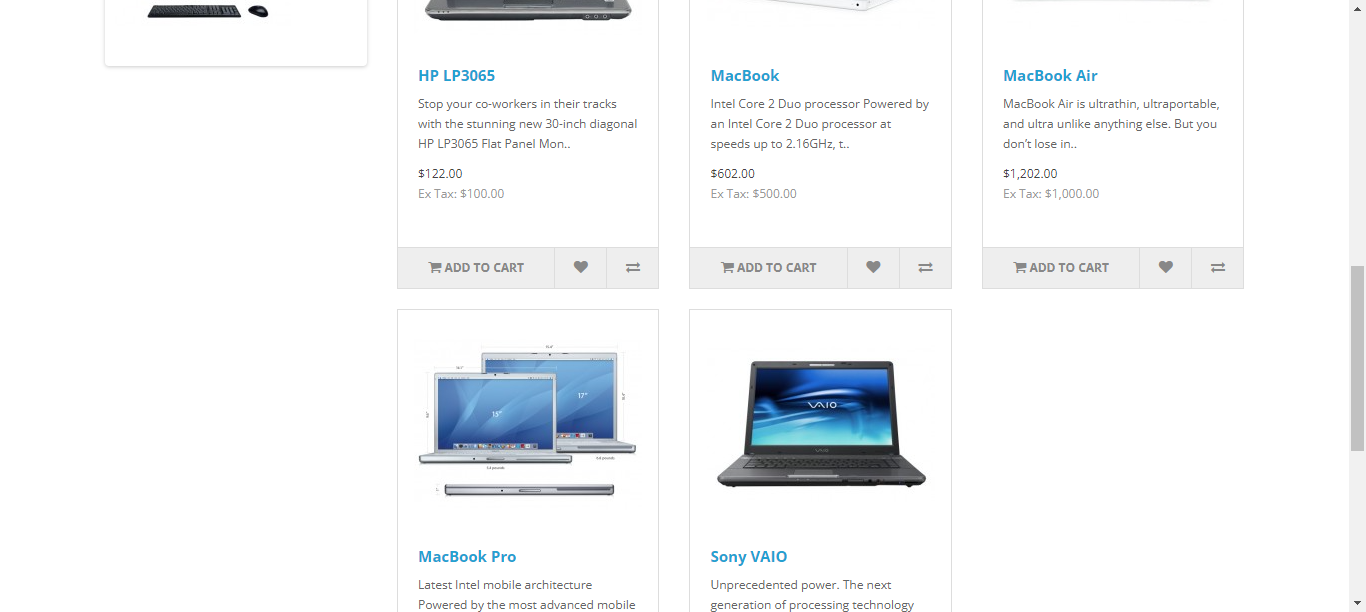 HP LP3065
Stop your co-workers in their tracks
with the stunning new 30-inch diagonal
HP LP3065 Flat Panel Mon..
$122.00
Ex Tax: $100.00
ADD TO CART
MacBook
Intel Core 2 Duo processor Powered by
an Intel Core 2 Duo processor at
speeds up to 2.16GHz, t..
$602.00
Ex Tax: $500.00
ADD TO CART
MacBook Air
MacBook Air is ultrathin, ultraportable,
and ultra unlike anything else. But you
don’t lose in..
$1,202.00
Ex Tax: $1,000.00
ADD TO CART
15"
17"
MacBook Pro
Latest Intel mobile architecture
Powered by the most advanced mobile
VAIO
Sony VAIO
Unprecedented power. The next
generation of processing technology